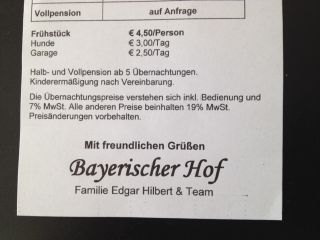 Vollpension auf Anfrage
Frühstück € 4,50/Person
Hunde € 3,00/Tag
Garage € 2,50/Tag
Halb- und Vollpension ab 5 Übernachtungen.
Kinderermäßigung nach Vereinbarung.
Die Übernachtungspreise verstehen sich inkl. Bedienung und
7% MwSt. Alle anderen Preise beinhalten 19% MwSt.
Preisänderungen vorbehalten.
Mit freundlichen Grüßen
Bayerischer Hof
Familie Edgar Hilbert & Team